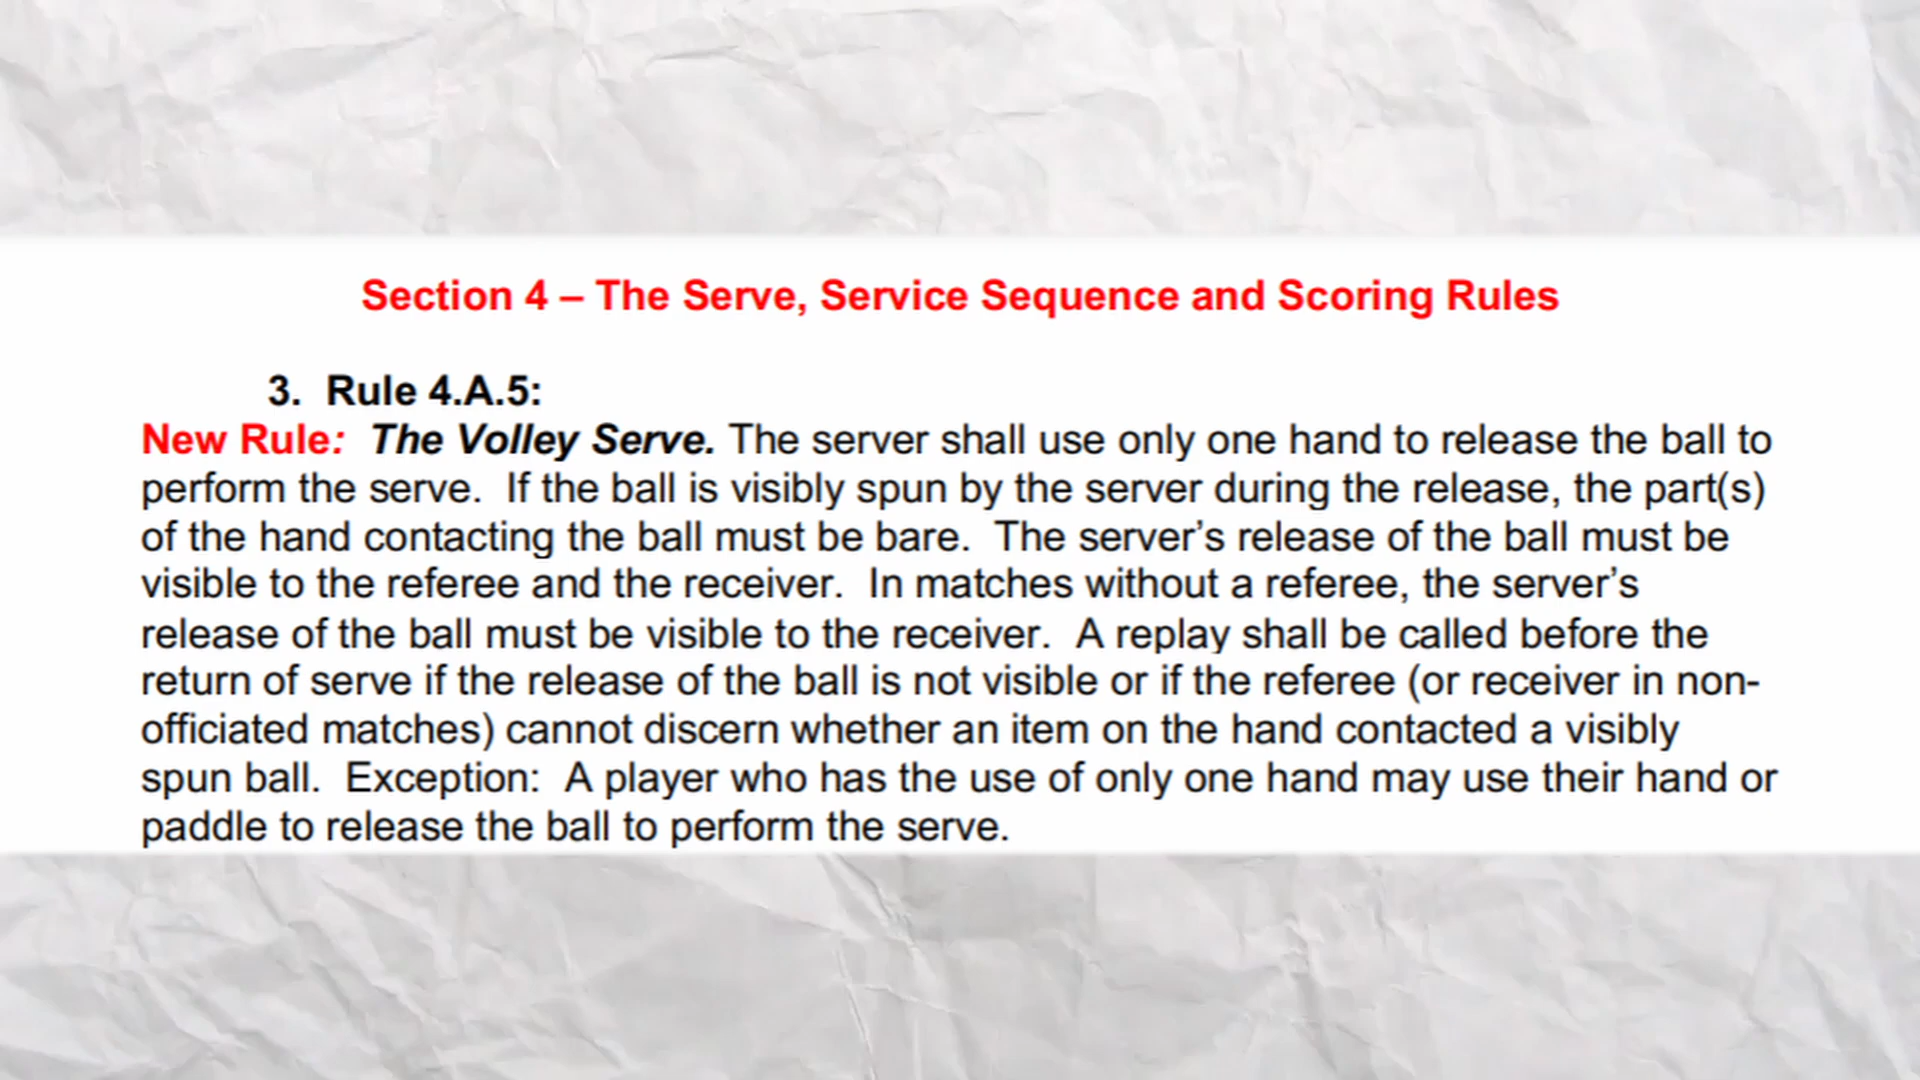 Section 4 – The Serve, Service Sequence and Scoring Rules
3. Rule 4.A.5:
New Rule: The Volley Serve. The server shall use only one hand to release the ball to
perform the serve. If the ball is visibly spun by the server during the release, the part(s)
of the hand contacting the ball must be bare. The server’s release of the ball must be
visible to the referee and the receiver. In matches without a referee, the server’s
release of the ball must be visible to the receiver. A replay shall be called before the
return of serve if the release of the ball is not visible or if the referee (or receiver in non-
officiated matches) cannot discern whether an item on the hand contacted a visibly
spun ball. Exception: A player who has the use of only one hand may use their hand or
paddle to release the ball to perform the serve.